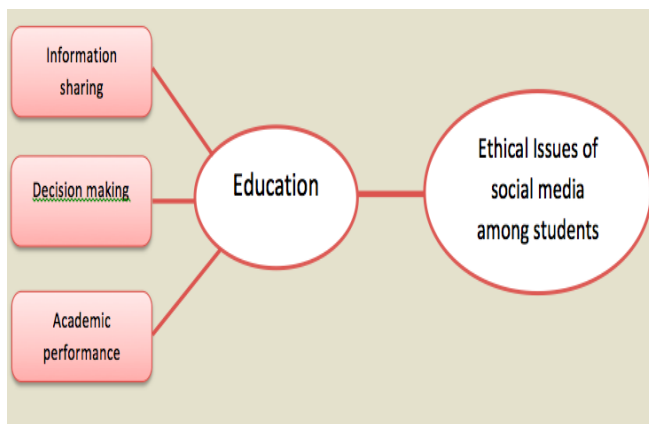 Information
sharing
Decision making
Academic
performance
Education
Ethical Issues of
social media
among students